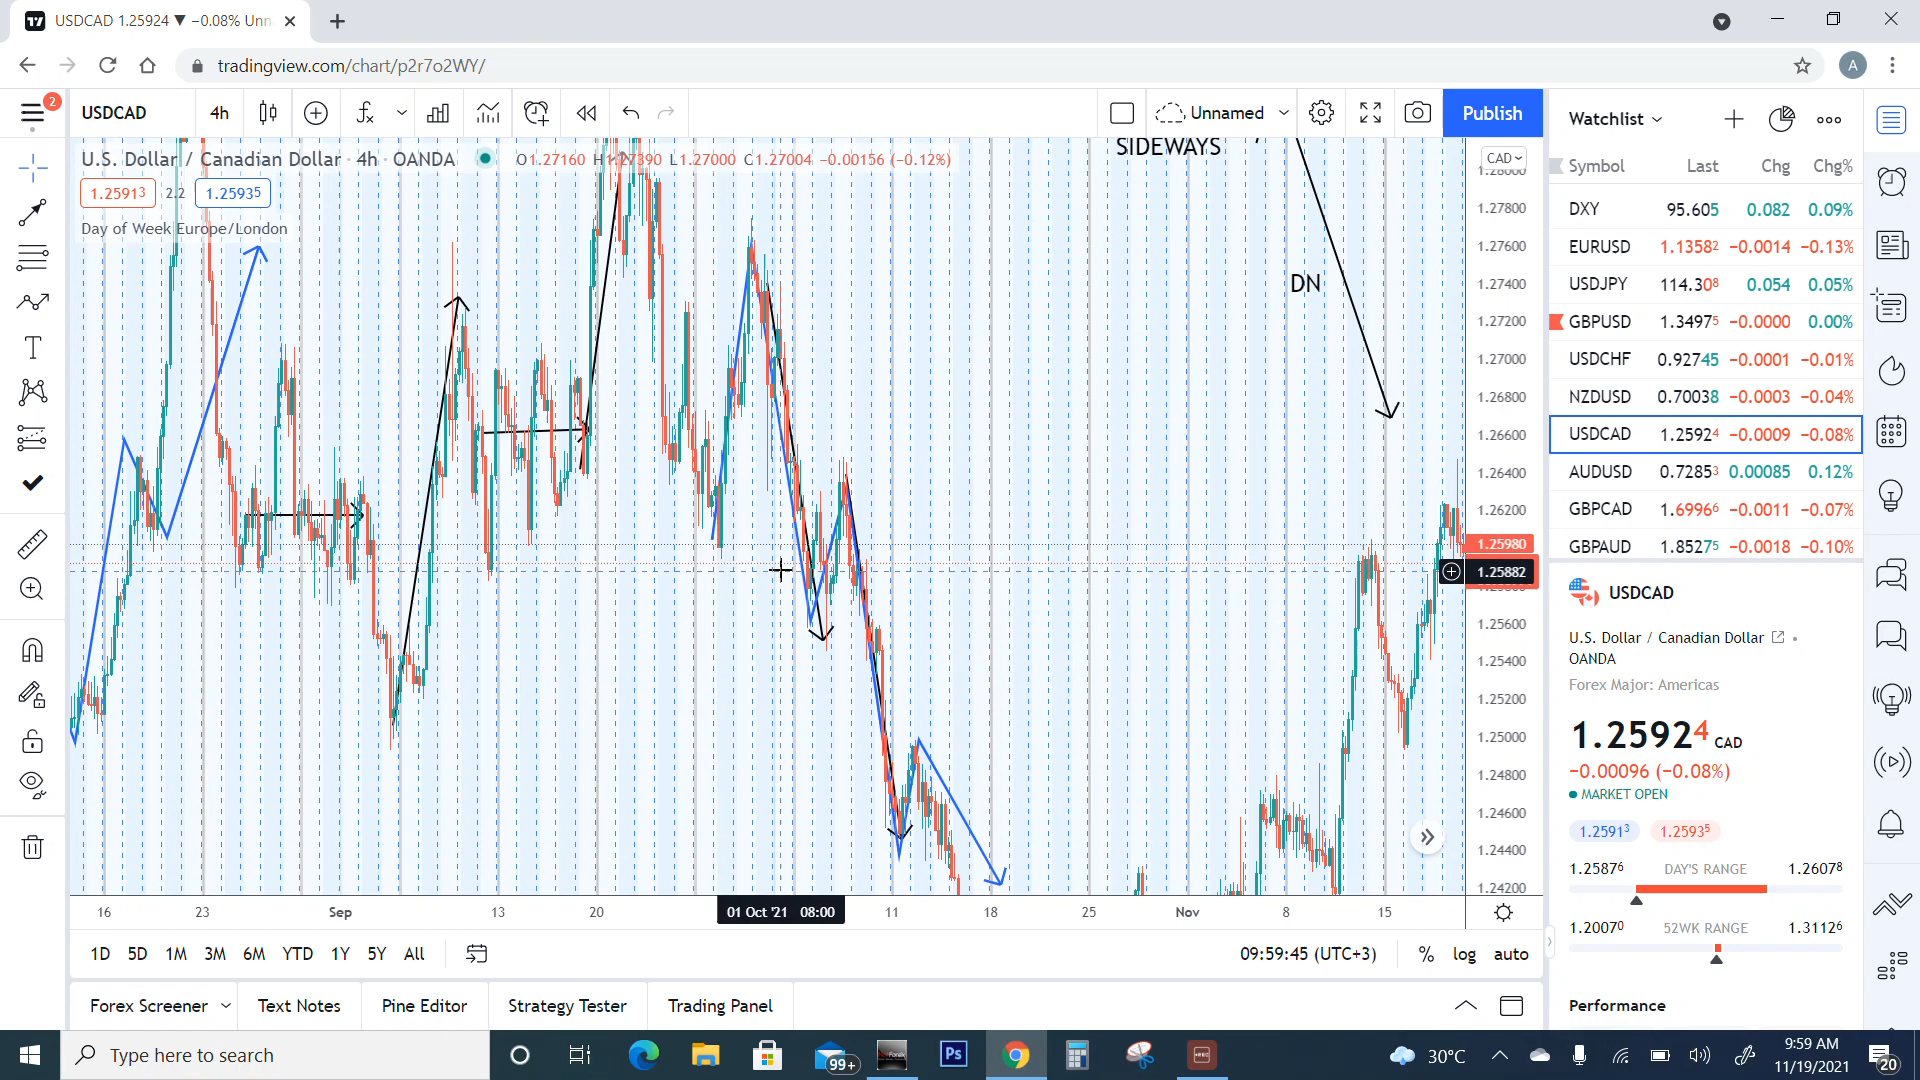 USDCAD 1.25924 ▼ −0.08% Unn
tradingview.com/chart/p2r7o2WY/
A
2
USDCAD
4h
Unnamed
Publish
U.S. Dollar / Canadian Dollar · 4h · OANDA
O1.27160 H1.27390 L1.27000 C1.27004 −0.00156 (−0.12%)
1.25913
2.2
1.25935
Day of Week Europe/London
SIDEWAYS
DN
CAD
1.28000
1.27800
1.27600
1.27400
1.27200
1.27000
1.26800
1.26600
1.26400
1.26200
1.25980
1.25882
1.25600
1.25400
1.25200
1.25000
1.24800
1.24600
1.24400
1.24200
16 23 Sep 13 20 01 Oct '21 08:00 11 18 25 Nov 8 15
1D 5D 1M 3M 6M YTD 1Y 5Y All
09:59:45 (UTC+3) % log auto
Forex Screener Text Notes Pine Editor Strategy Tester Trading Panel
Watchlist
Symbol Last Chg Chg%
DXY 95.605 0.082 0.09%
EURUSD 1.13582 −0.0014 −0.13%
USDJPY 114.308 0.054 0.05%
GBPUSD 1.34975 −0.0000 0.00%
USDCHF 0.92745 −0.0001 −0.01%
NZDUSD 0.70038 −0.0003 −0.04%
USDCAD 1.25924 −0.0009 −0.08%
AUDUSD 0.72853 0.00085 0.12%
GBPCAD 1.69966 −0.0011 −0.07%
GBPAUD 1.85275 −0.0018 −0.10%
USDCAD
U.S. Dollar / Canadian Dollar
OANDA
Forex Major: Americas
1.25924 CAD
−0.00096 (−0.08%)
MARKET OPEN
1.25913 1.25935
1.25876 DAY'S RANGE 1.26078
1.20070 52WK RANGE 1.31126
Performance
Type here to search
99+
Ps
30°C
9:59 AM
11/19/2021
20